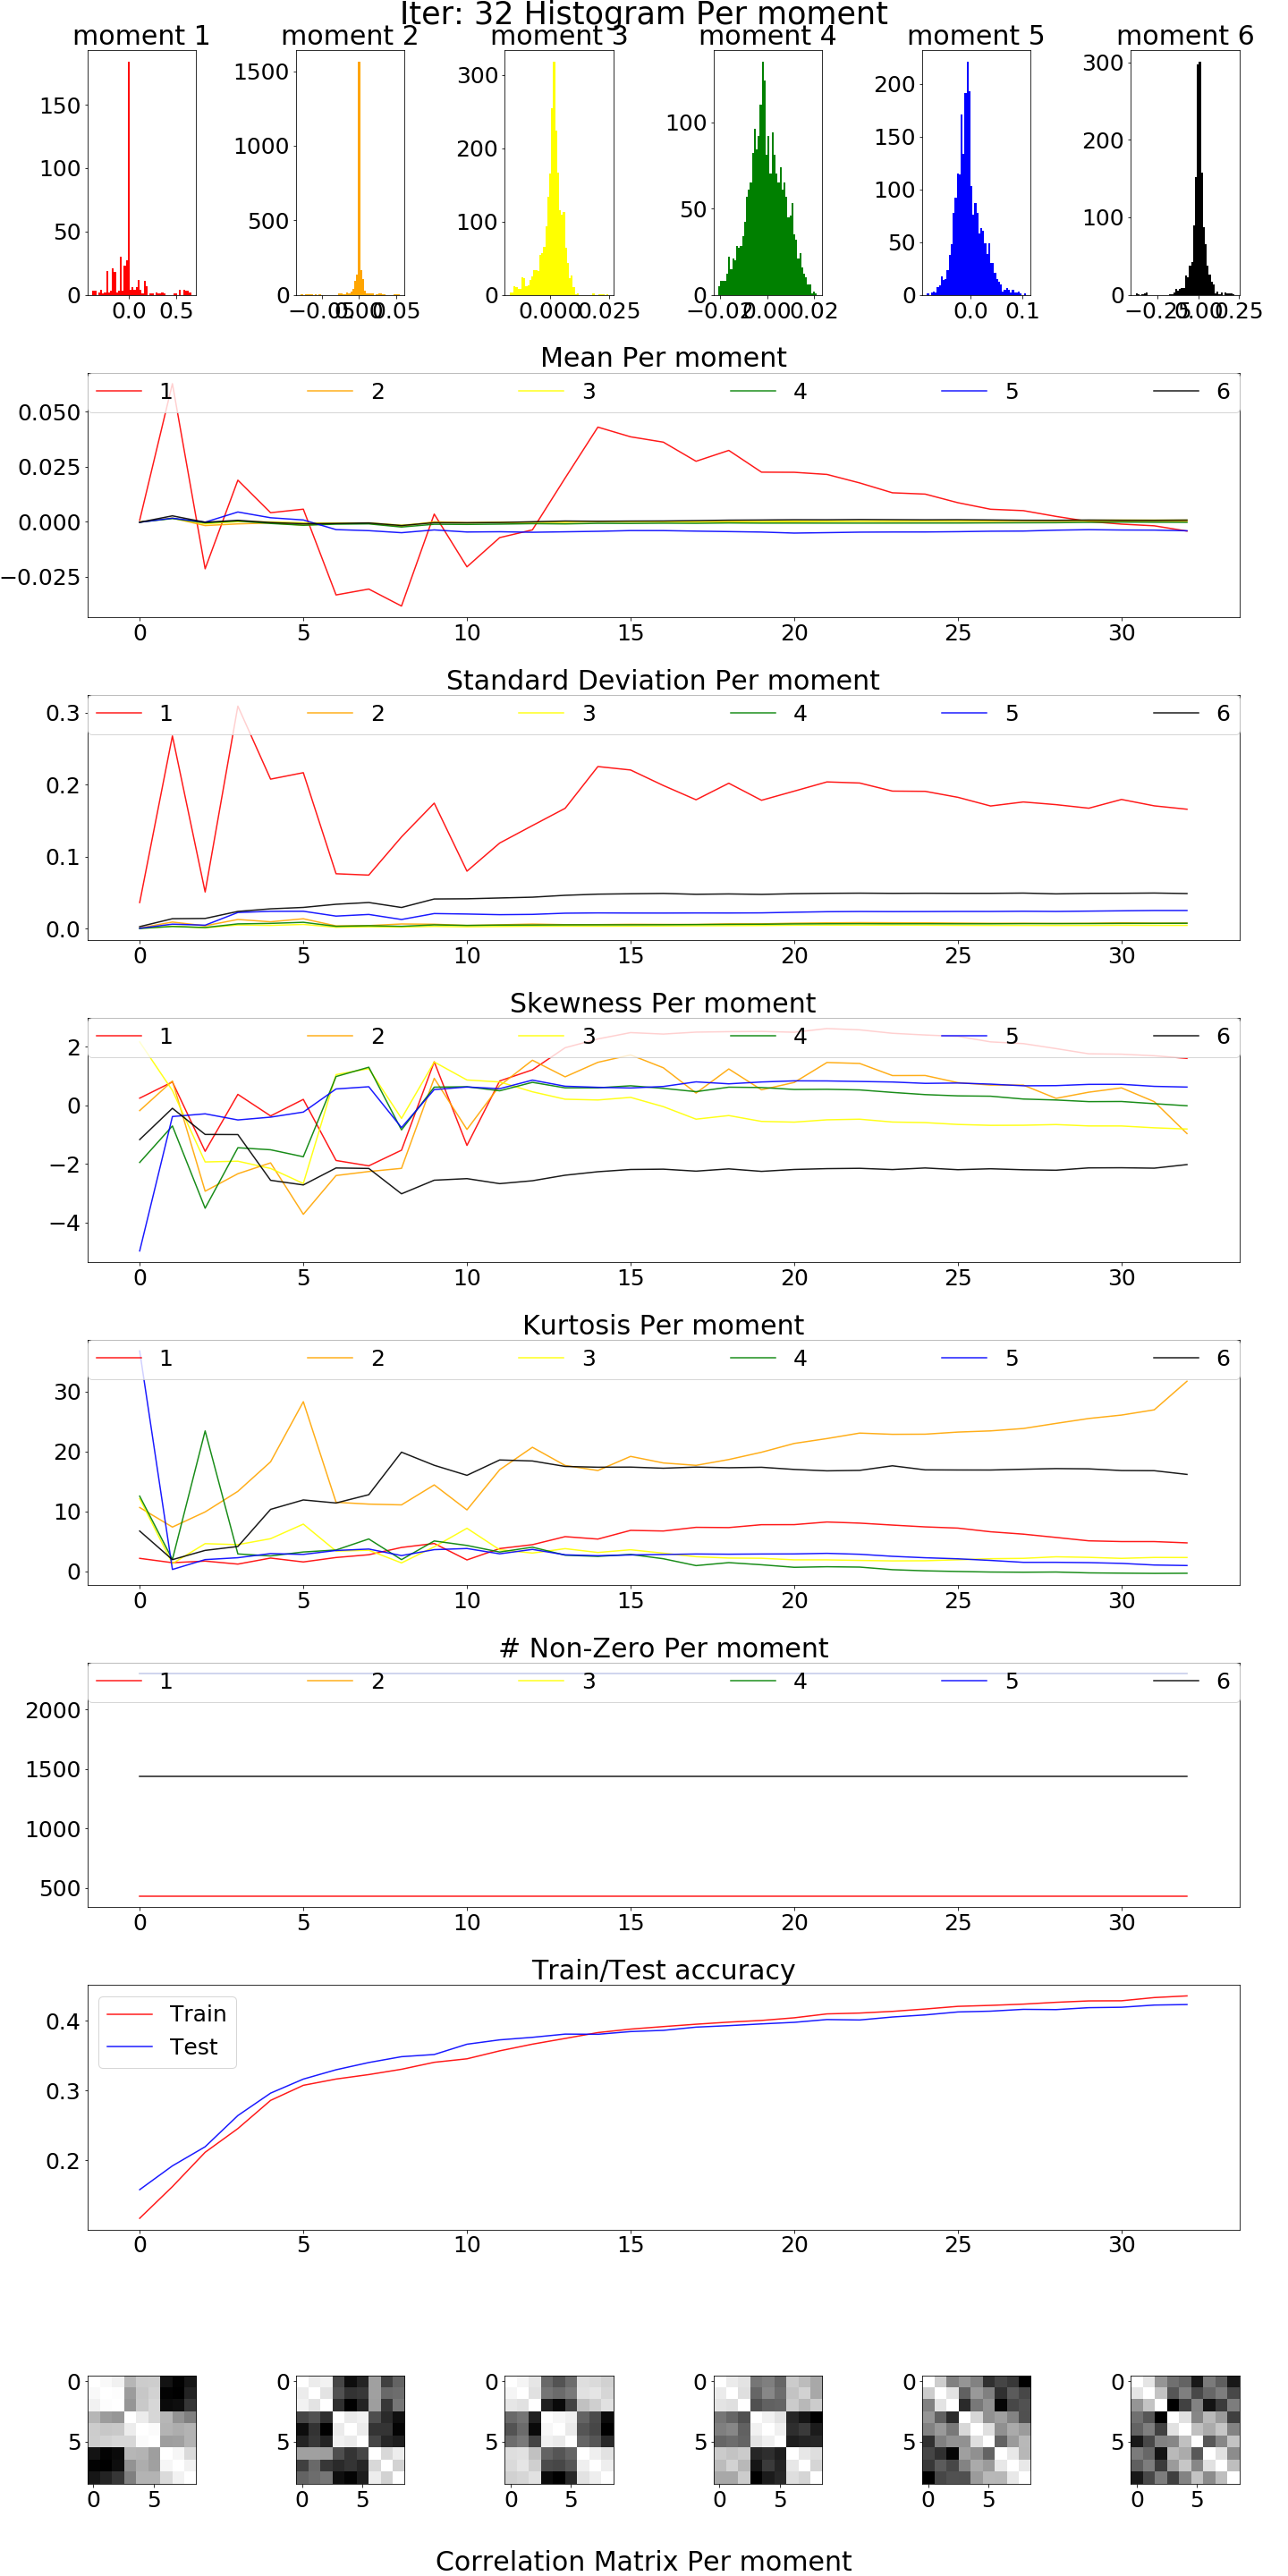 Iter: 32 Histogram Per moment
moment 1 moment 2 moment 3 moment 4 moment 5 moment 6
150
100
50
0
0.0 0.5
1500
1000
500
0
−0.05 0.00 0.05
300
200
100
0
0.000 0.025
100
50
0
−0.02 0.00 0.02
200
150
100
50
0
0.0 0.1
300
200
100
0
−0.25 0.00 0.25
Mean Per moment
1 2 3 4 5 6
0.050
0.025
0.000
−0.025
0 5 10 15 20 25 30
Standard Deviation Per moment
1 2 3 4 5 6
0.3
0.2
0.1
0.0
0 5 10 15 20 25 30
Skewness Per moment
1 2 3 4 5 6
2
0
−2
−4
0 5 10 15 20 25 30
Kurtosis Per moment
1 2 3 4 5 6
30
20
10
0
0 5 10 15 20 25 30
# Non-Zero Per moment
1 2 3 4 5 6
2000
1500
1000
500
0 5 10 15 20 25 30
Train/Test accuracy
Train
Test
0.4
0.3
0.2
0 5 10 15 20 25 30
0 0 0 0 0 0
5 5 5 5 5 5
0 5 0 5 0 5 0 5 0 5 0 5
Correlation Matrix Per moment